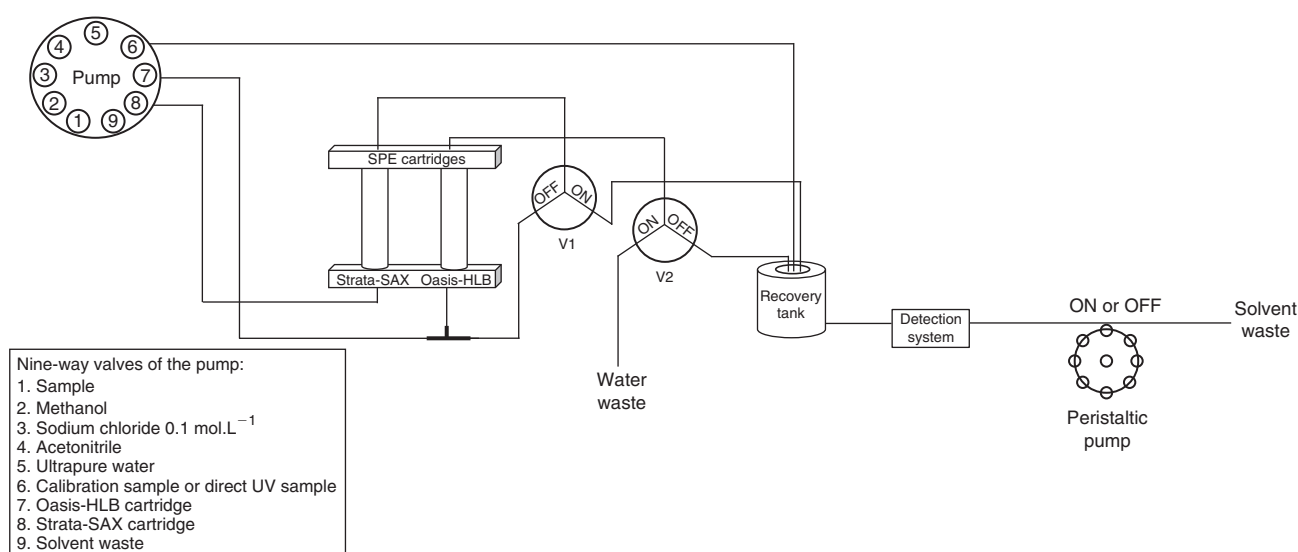 5
4
6
3
Pump
7
2
8
1
9
SPE cartridges
OFF
ON
V1
ON
OFF
V2
Strata-SAX Oasis-HLB
Recovery
tank
Detection
system
ON or OFF
Solvent
waste
Water
waste
Peristaltic
pump
Nine-way valves of the pump:
1. Sample
2. Methanol
3. Sodium chloride 0.1 mol.L⁻¹
4. Acetonitrile
5. Ultrapure water
6. Calibration sample or direct UV sample
7. Oasis-HLB cartridge
8. Strata-SAX cartridge
9. Solvent waste